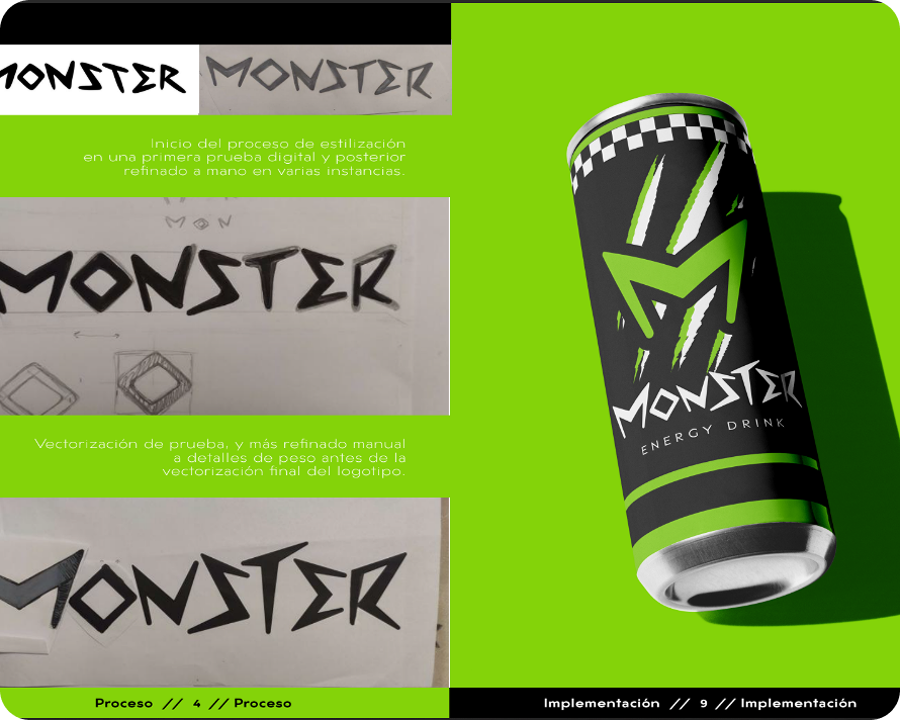 MONSTER
MONSTER
Inicio del proceso de estilización
en una primera prueba digital y posterior
refinado a mano en varias instancias.
M O N
MONSTER
Vectorización de prueba, y más refinado manual
a detalles de peso antes de la
vectorización final del logotipo.
MONSTER
Proceso // 4 // Proceso
M
MONSTER
ENERGY DRINK
Implementación // 9 // Implementación